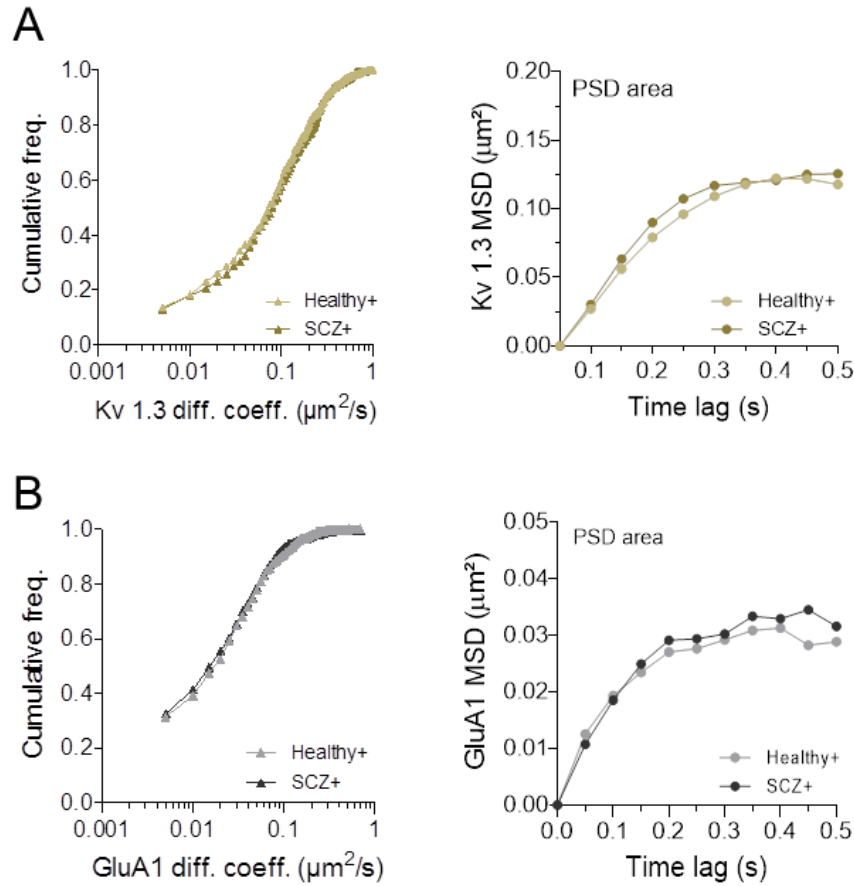 A
Cumulative freq.
1.0
0.8
0.6
0.4
0.2
0.0
0.001
0.01
0.1
1
Healthy+
SCZ+
Kv 1.3 diff. coeff. (µm²/s)
Kv 1.3 MSD (µm²)
0.20
0.15
0.10
0.05
0.00
PSD area
Healthy+
SCZ+
0.1
0.2
0.3
0.4
0.5
Time lag (s)
B
Cumulative freq.
1.0
0.8
0.6
0.4
0.2
0.0
0.001
0.01
0.1
1
Healthy+
SCZ+
GluA1 diff. coeff. (µm²/s)
GluA1 MSD (µm²)
0.05
0.04
0.03
0.02
0.01
0.00
PSD area
Healthy+
SCZ+
0.0
0.1
0.2
0.3
0.4
0.5
Time lag (s)